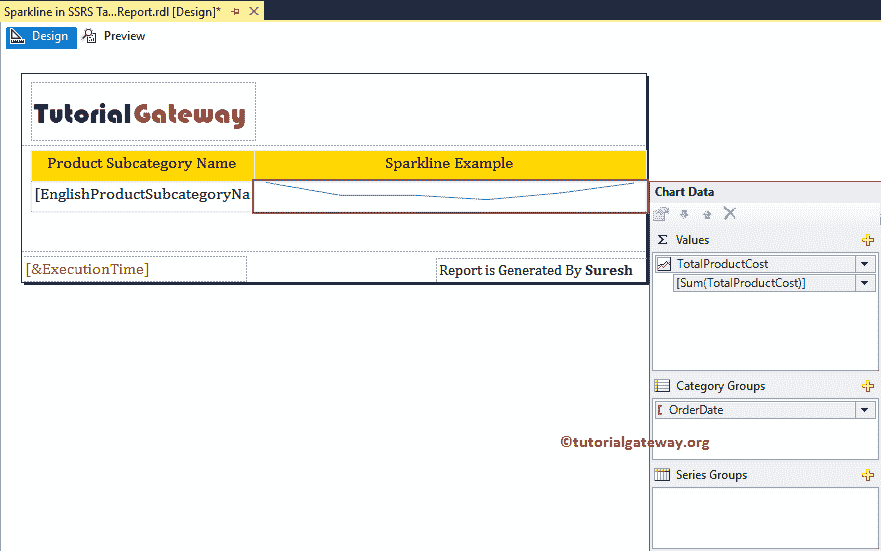 Sparkline in SSRS Ta...Report.rdl [Design]*
Design Preview
TutorialGateway
Product Subcategory Name Sparkline Example
[EnglishProductSubcategoryNa
Chart Data
Σ Values
TotalProductCost
[Sum(TotalProductCost)]
[&ExecutionTime]
Report is Generated By Suresh
Category Groups
OrderDate
©tutorialgateway.org
Series Groups